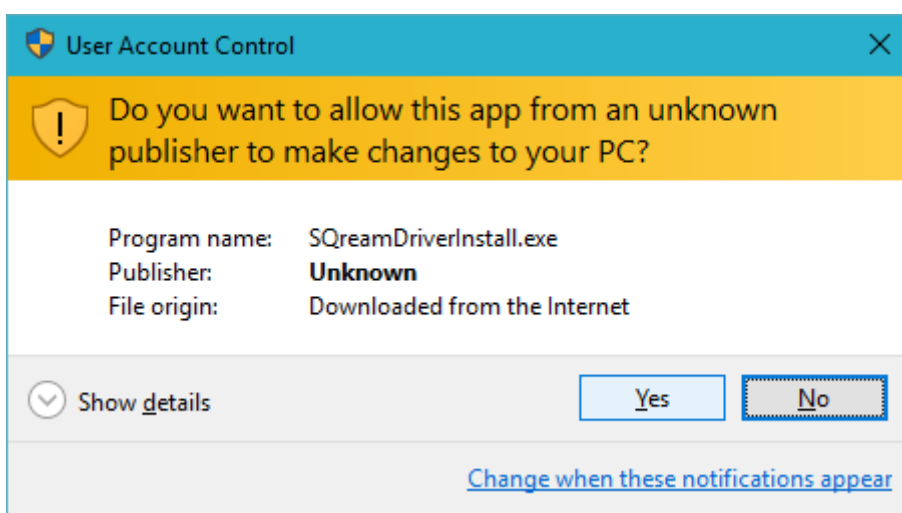 User Account Control
Do you want to allow this app from an unknown
publisher to make changes to your PC?
Program name: SQreamDriverInstall.exe
Publisher: Unknown
File origin: Downloaded from the Internet
Show details
Yes No
Change when these notifications appear